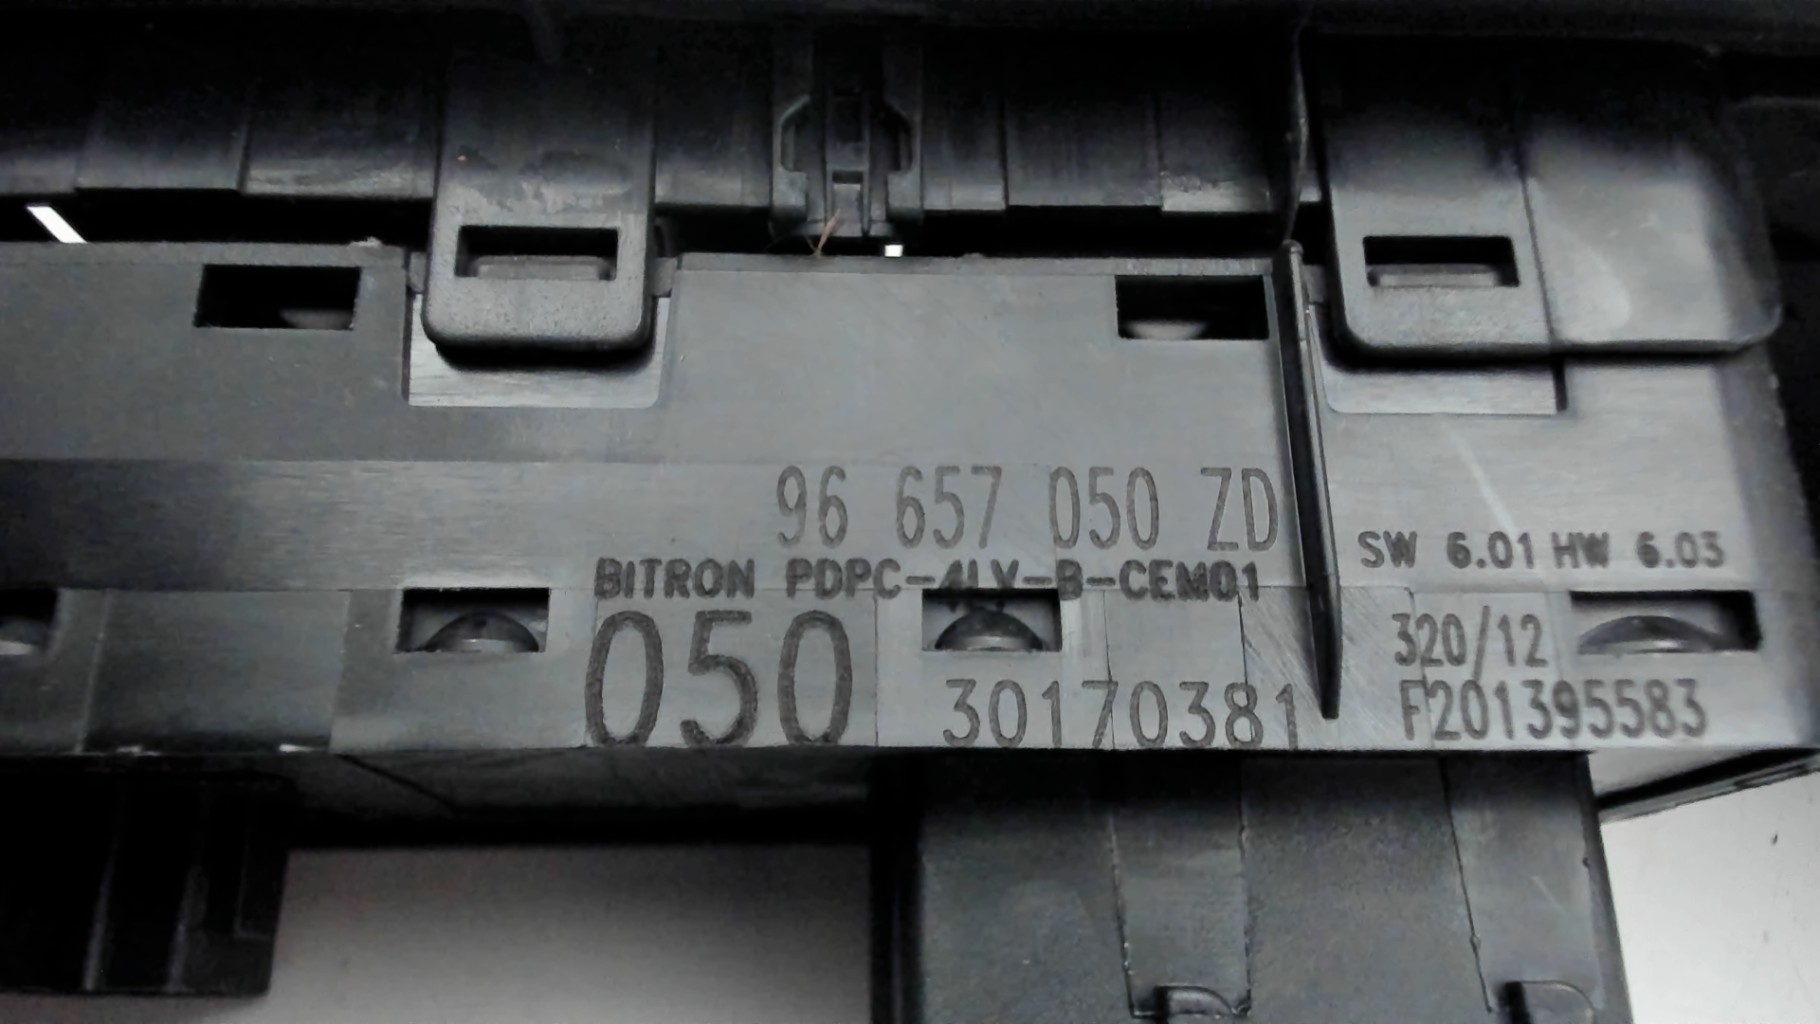 96 657 050 ZD
BITRON PDPC-4LV-B-CEM01
SW 6.01 HW 6.03
050
30170381
320/12
F201395583